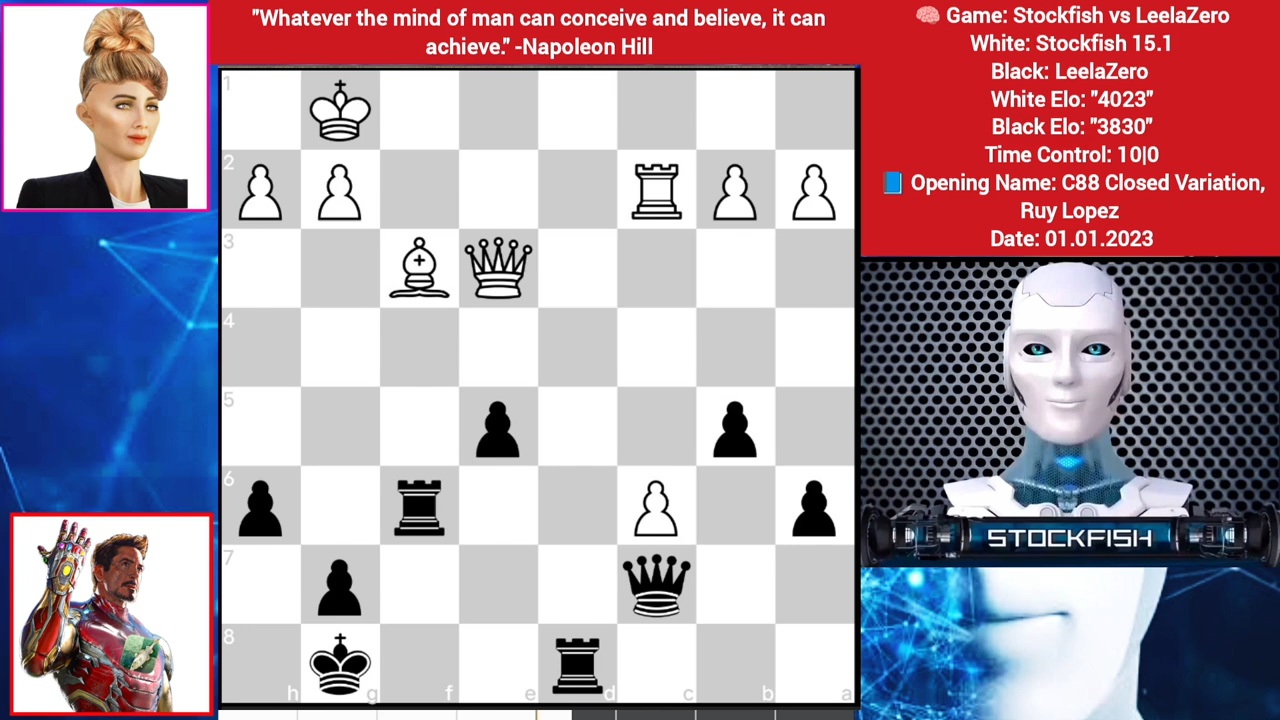 "Whatever the mind of man can conceive and believe, it can
achieve." -Napoleon Hill
🧠 Game: Stockfish vs LeelaZero
White: Stockfish 15.1
Black: LeelaZero
White Elo: "4023"
Black Elo: "3830"
Time Control: 10|0
📘 Opening Name: C88 Closed Variation,
Ruy Lopez
Date: 01.01.2023
1
2
3
4
5
6
7
8
h g f e d c b a
STOCKFISH